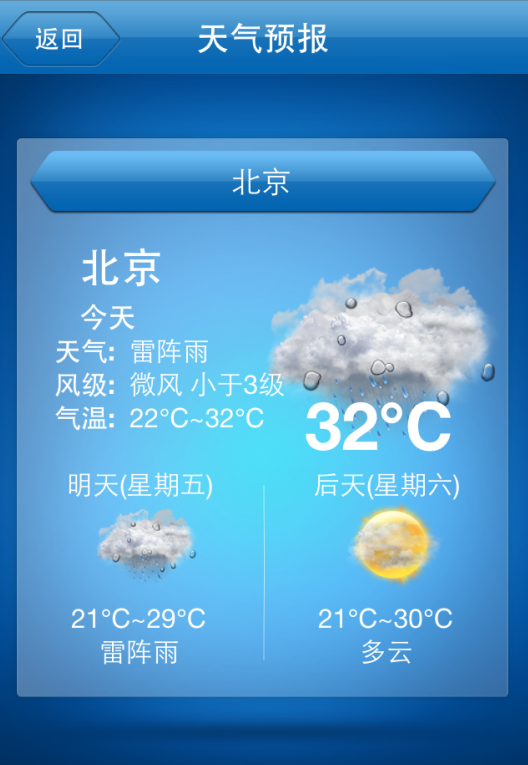 返回
天气预报
北京
北京
今天
天气: 雷阵雨
风级: 微风 小于3级
气温: 22°C~32°C
32°C
明天(星期五)
后天(星期六)
21°C~29°C
21°C~30°C
雷阵雨
多云